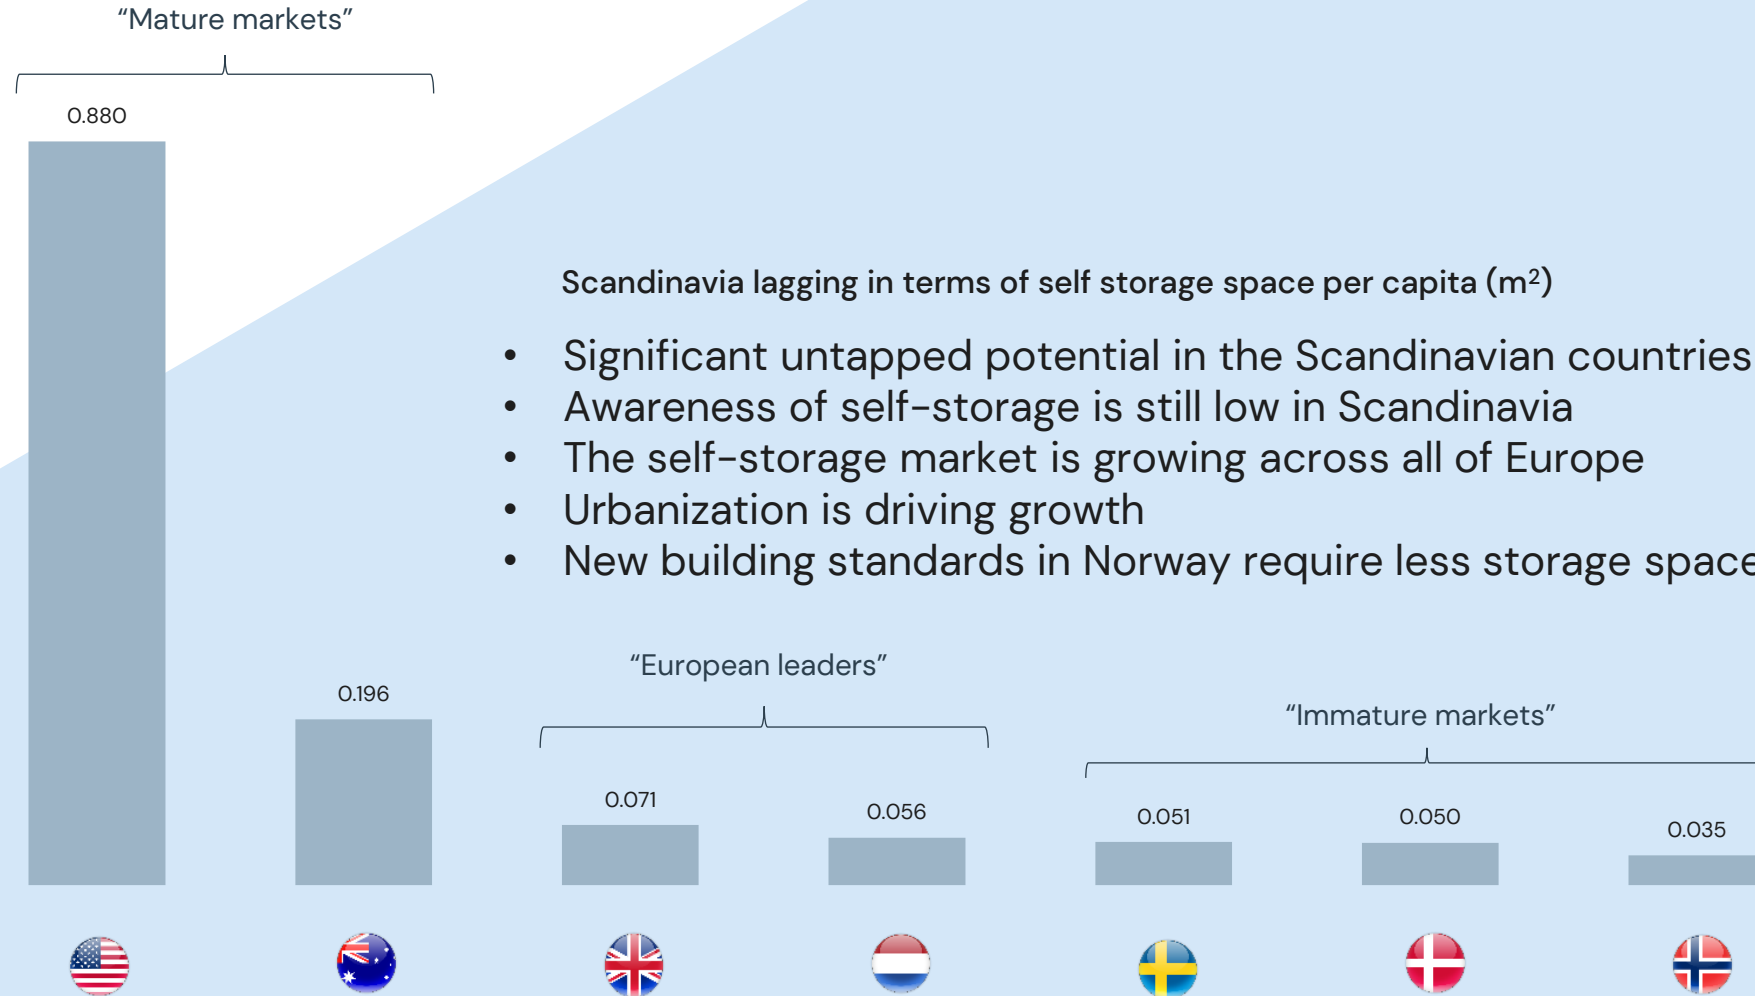 “Mature markets”
0.880
Scandinavia lagging in terms of self storage space per capita (m²)
• Significant untapped potential in the Scandinavian countries
• Awareness of self-storage is still low in Scandinavia
• The self-storage market is growing across all of Europe
• Urbanization is driving growth
• New building standards in Norway require less storage space
“European leaders”
0.196
“Immature markets”
0.071
0.056
0.051
0.050
0.035